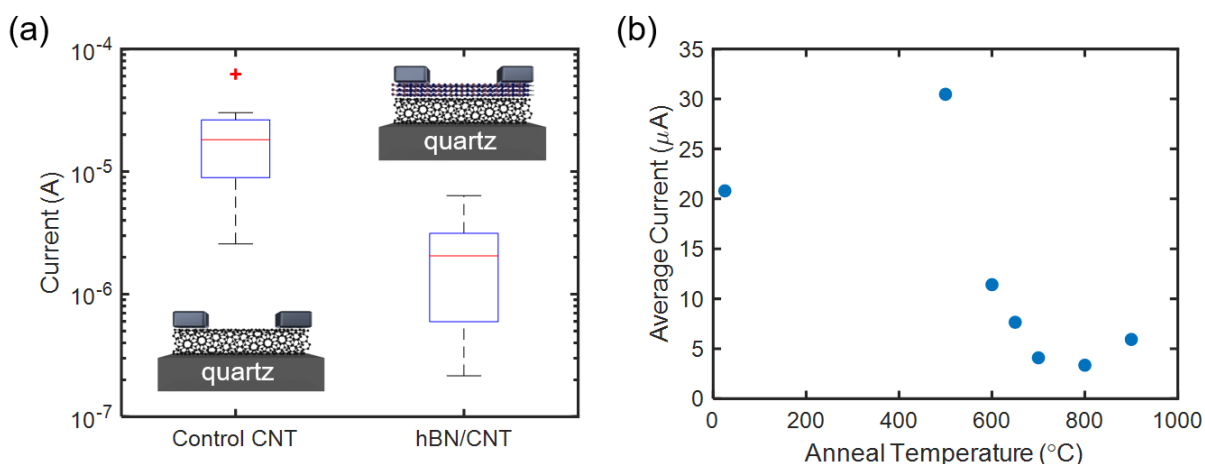 (a)
10^-4
10^-5
10^-6
10^-7
Current (A)
quartz
quartz
Control CNT
hBN/CNT
(b)
35
30
25
20
15
10
5
0
Average Current (μA)
0 200 400 600 800 1000
Anneal Temperature (°C)